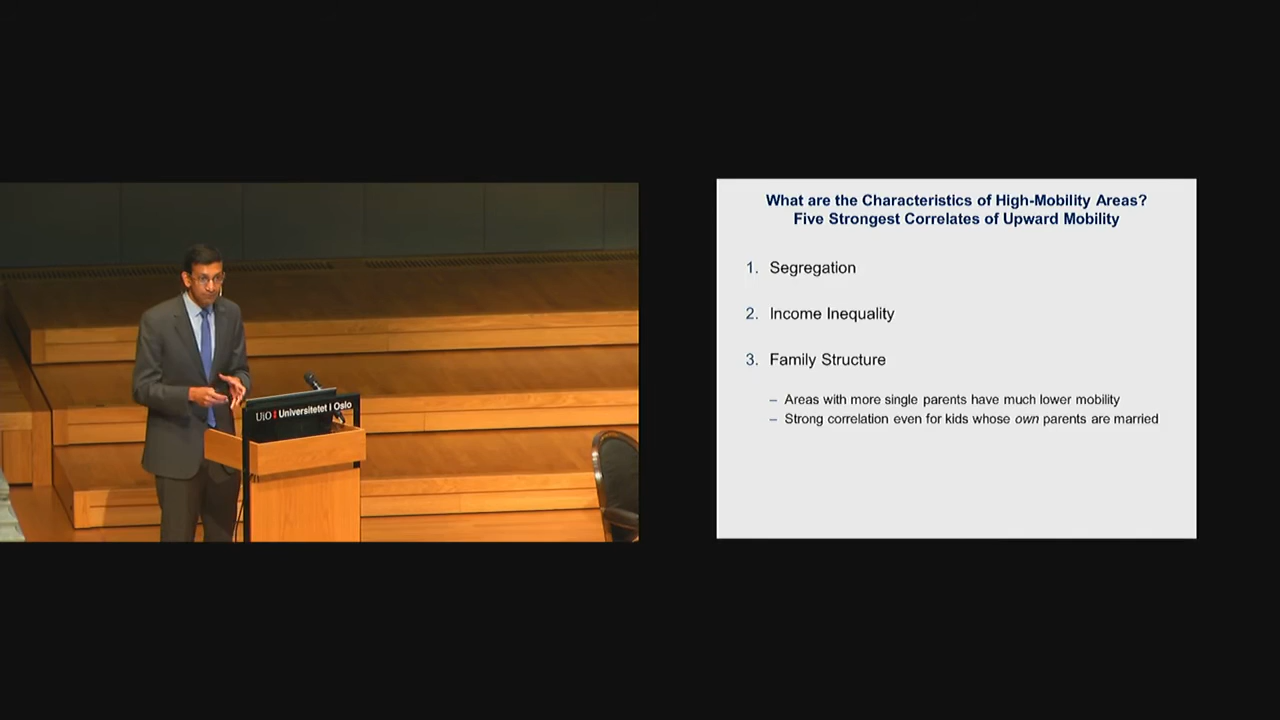 UiO Universitetet i Oslo
What are the Characteristics of High-Mobility Areas?
Five Strongest Correlates of Upward Mobility
1. Segregation
2. Income Inequality
3. Family Structure
– Areas with more single parents have much lower mobility
– Strong correlation even for kids whose own parents are married